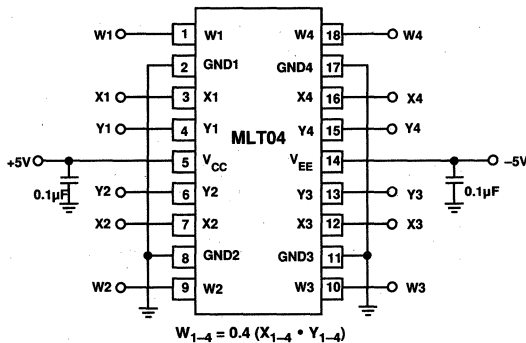 W1 1 W1 W4 18 W4
2 GND1 GND4 17
X1 3 X1 X4 16 X4
Y1 4 Y1 MLT04 Y4 15 Y4
+5V 5 VCC VEE 14 –5V
0.1µF Y2 6 Y2 Y3 13 Y3 0.1µF
X2 7 X2 X3 12 X3
8 GND2 GND3 11
W2 9 W2 W3 10 W3
W1–4 = 0.4 (X1–4 • Y1–4)